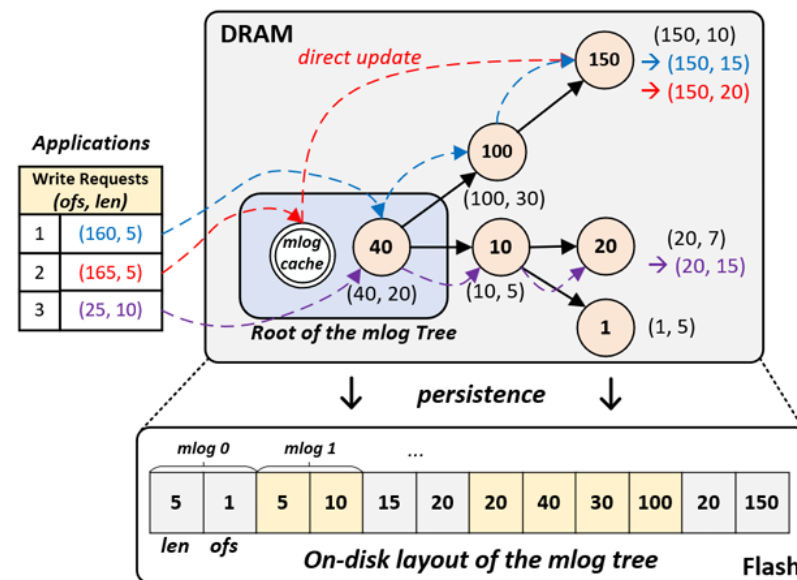 DRAM
direct update
150
(150, 10)
→ (150, 15)
→ (150, 20)
Applications
Write Requests
(ofs, len)
1 (160, 5)
2 (165, 5)
3 (25, 10)
100
(100, 30)
mlog
cache
40
(40, 20)
10
(10, 5)
20
(20, 7)
→ (20, 15)
1
(1, 5)
Root of the mlog Tree
persistence
mlog 0 mlog 1 ...
5 1 5 10 15 20 20 40 30 100 20 150
len ofs
On-disk layout of the mlog tree
Flash